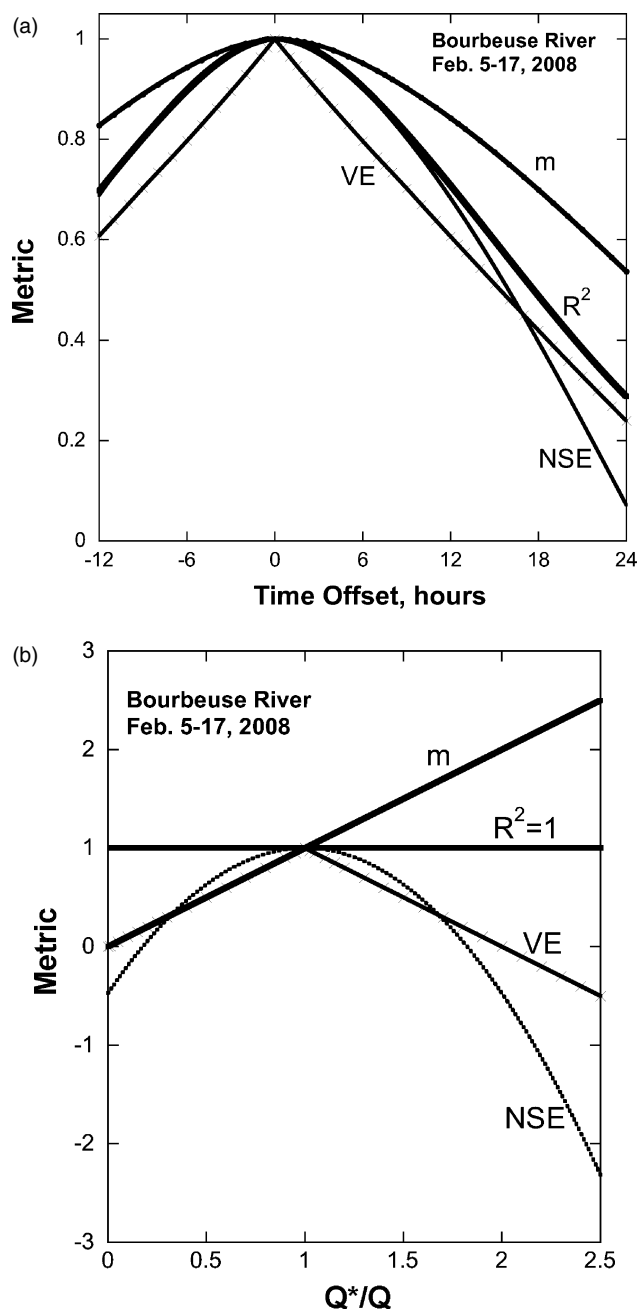 (a)
Bourbeuse River
Feb. 5-17, 2008
1
0.8
0.6
0.4
0.2
0
Metric
m
VE
R²
NSE
-12 -6 0 6 12 18 24
Time Offset, hours
(b)
Bourbeuse River
Feb. 5-17, 2008
3
2
1
0
-1
-2
-3
Metric
m
R²=1
VE
NSE
0 0.5 1 1.5 2 2.5
Q*/Q